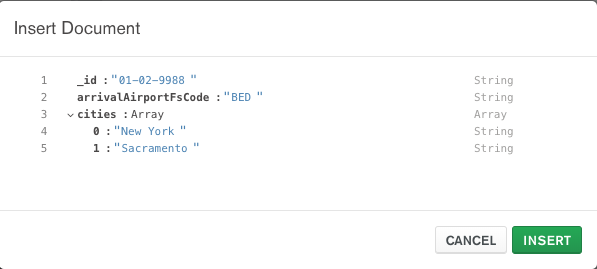 Insert Document
1 _id :"01-02-9988 " String
2 arrivalAirportFsCode :"BED " String
3 cities :Array Array
4 0 :"New York " String
5 1 :"Sacramento " String
CANCEL INSERT